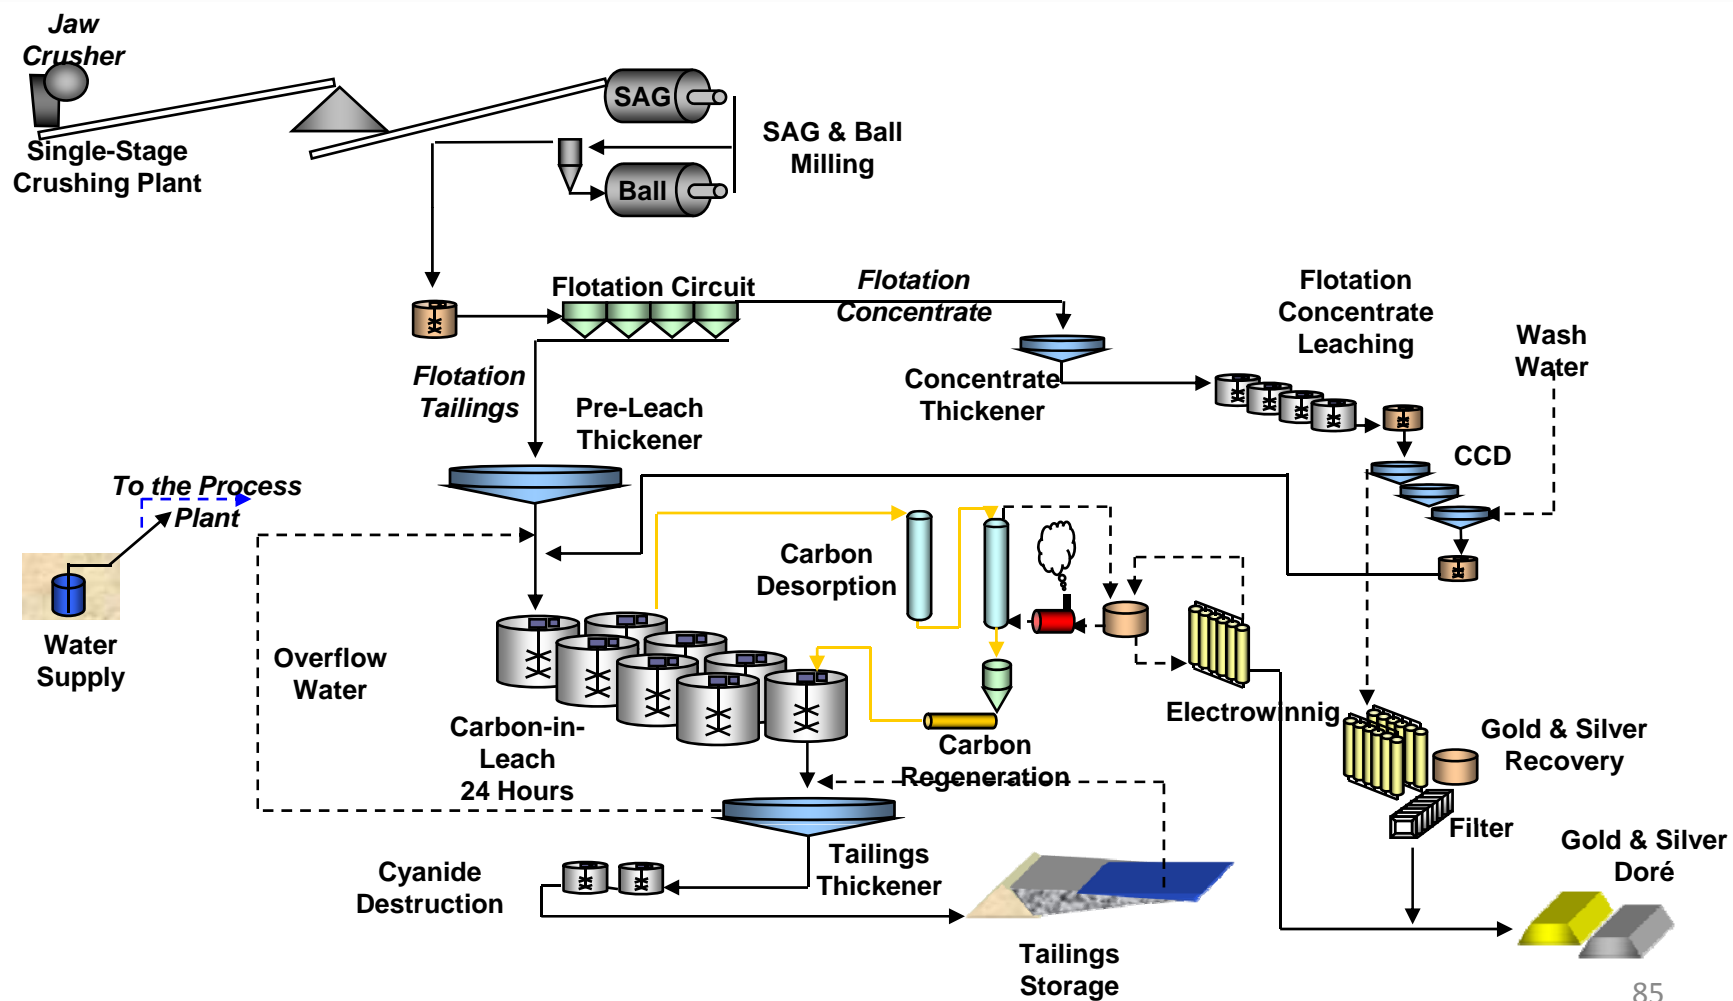 Jaw
Crusher
Single-Stage
Crushing Plant
SAG
Ball
SAG & Ball
Milling
Flotation Circuit
Flotation
Concentrate
Flotation
Concentrate
Leaching
Wash
Water
Flotation
Tailings
Pre-Leach
Thickener
Concentrate
Thickener
CCD
To the Process
Plant
Water
Supply
Overflow
Water
Carbon
Desorption
Carbon-in-
Leach
24 Hours
Carbon
Regeneration
Electrowinnig
Gold & Silver
Recovery
Filter
Gold & Silver
Doré
Cyanide
Destruction
Tailings
Thickener
Tailings
Storage
85